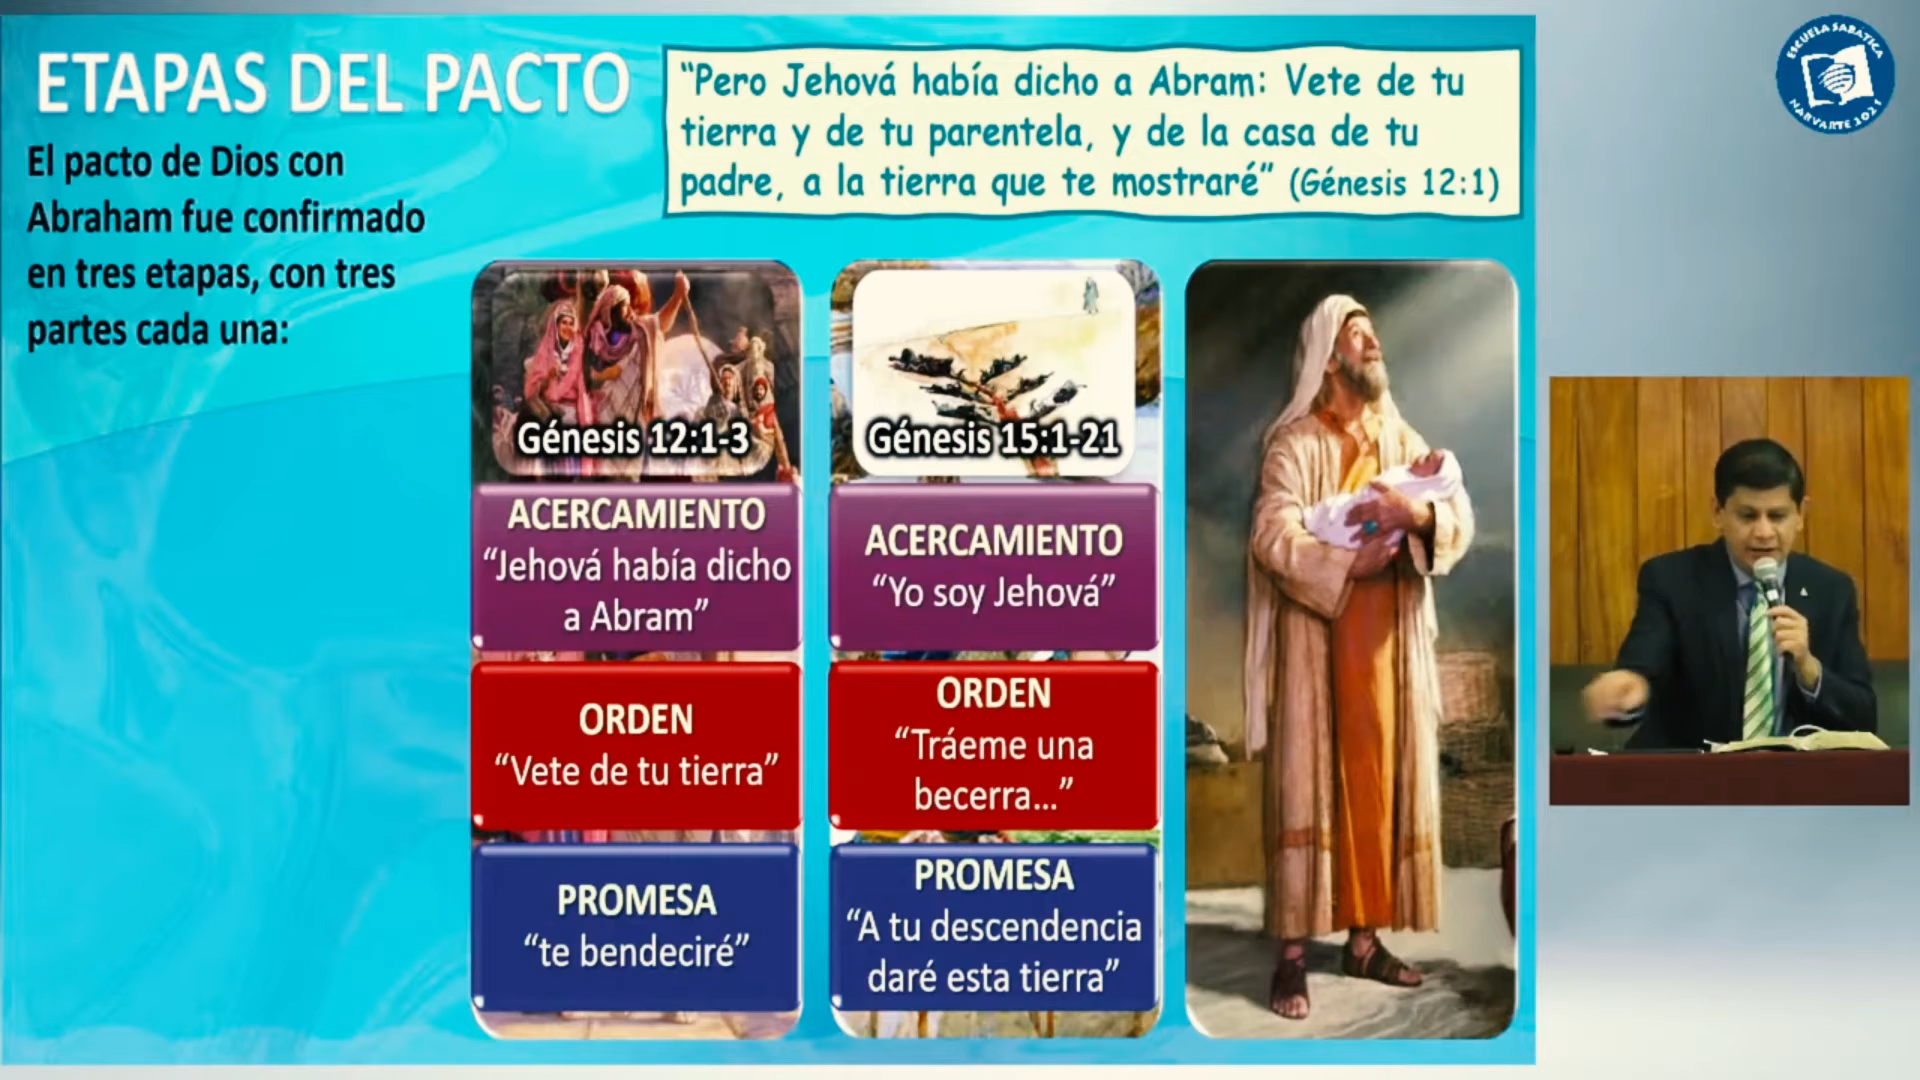 ETAPAS DEL PACTO
El pacto de Dios con
Abraham fue confirmado
en tres etapas, con tres
partes cada una:
“Pero Jehová había dicho a Abram: Vete de tu
tierra y de tu parentela, y de la casa de tu
padre, a la tierra que te mostraré” (Génesis 12:1)
Génesis 12:1-3
ACERCAMIENTO
“Jehová había dicho
a Abram”
ORDEN
“Vete de tu tierra”
PROMESA
“te bendeciré”
Génesis 15:1-21
ACERCAMIENTO
“Yo soy Jehová”
ORDEN
“Tráeme una
becerra...”
PROMESA
“A tu descendencia
daré esta tierra”
ESCUELA SABATICA
NARVARTE 2021